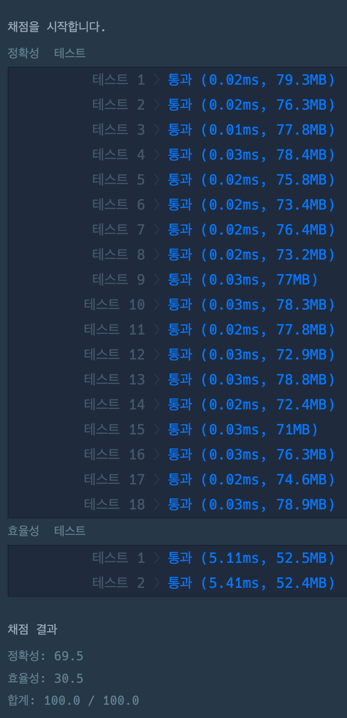 채점을 시작합니다.
정확성  테스트
테스트 1 〉 통과 (0.02ms, 79.3MB)
테스트 2 〉 통과 (0.02ms, 76.3MB)
테스트 3 〉 통과 (0.01ms, 77.8MB)
테스트 4 〉 통과 (0.03ms, 78.4MB)
테스트 5 〉 통과 (0.02ms, 75.8MB)
테스트 6 〉 통과 (0.02ms, 73.4MB)
테스트 7 〉 통과 (0.02ms, 76.4MB)
테스트 8 〉 통과 (0.02ms, 73.2MB)
테스트 9 〉 통과 (0.03ms, 77MB)
테스트 10 〉 통과 (0.03ms, 78.3MB)
테스트 11 〉 통과 (0.02ms, 77.8MB)
테스트 12 〉 통과 (0.03ms, 72.9MB)
테스트 13 〉 통과 (0.03ms, 78.8MB)
테스트 14 〉 통과 (0.02ms, 72.4MB)
테스트 15 〉 통과 (0.03ms, 71MB)
테스트 16 〉 통과 (0.03ms, 76.3MB)
테스트 17 〉 통과 (0.02ms, 74.6MB)
테스트 18 〉 통과 (0.03ms, 78.9MB)
효율성  테스트
테스트 1 〉 통과 (5.11ms, 52.5MB)
테스트 2 〉 통과 (5.41ms, 52.4MB)
채점 결과
정확성: 69.5
효율성: 30.5
합계: 100.0 / 100.0